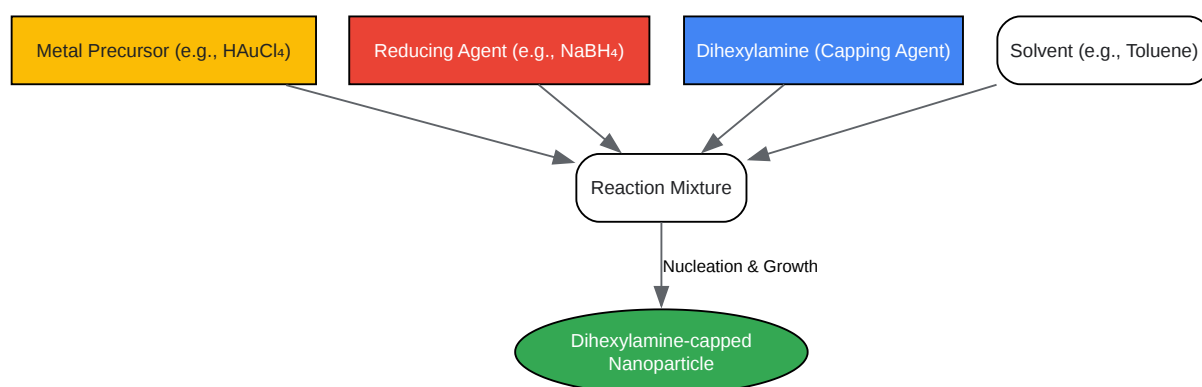 Metal Precursor (e.g., HAuCl₄)
Reducing Agent (e.g., NaBH₄)
Dihexylamine (Capping Agent)
Solvent (e.g., Toluene)
Reaction Mixture
Nucleation & Growth
Dihexylamine-capped
Nanoparticle